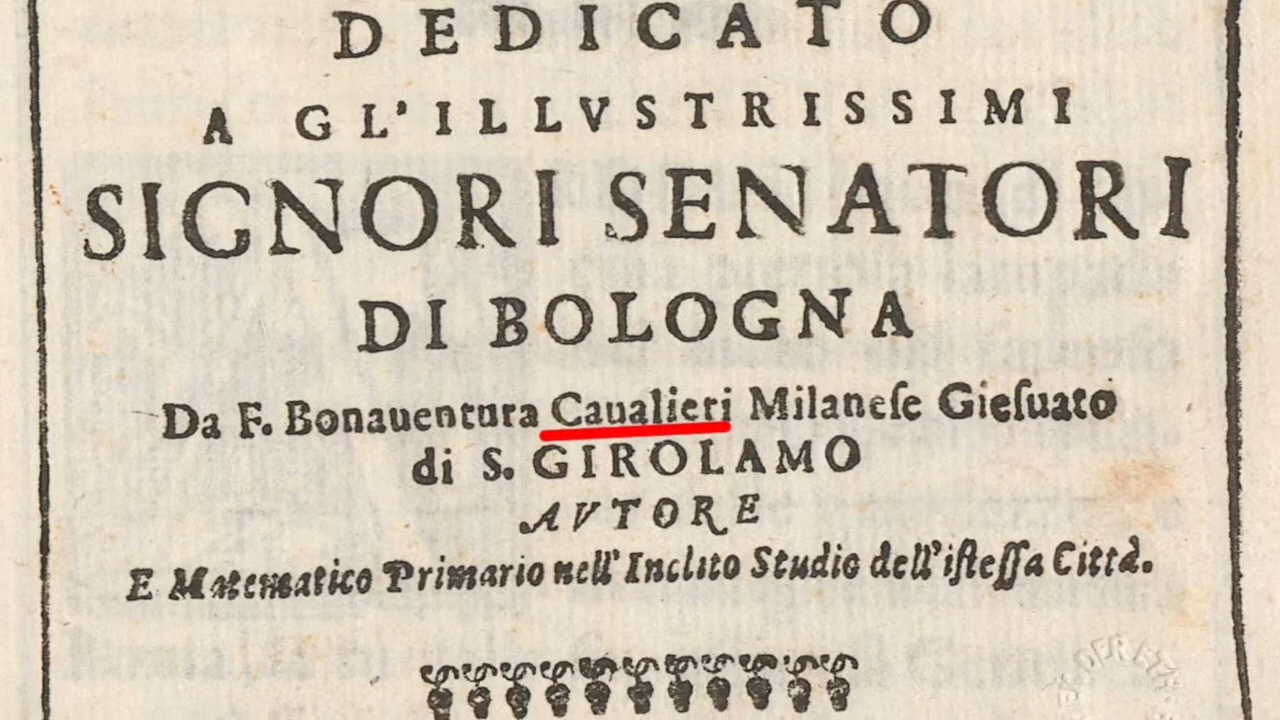 DEDICATO
A GL'ILLVSTRISSIMI
SIGNORI SENATORI
DI BOLOGNA
Da F. Bonauentura Caualieri Milaneſe Gieſuato
di S. GIROLAMO
AVTORE
E Matematico Primario nell' Inclito Studio dell'iſteſſa Città.